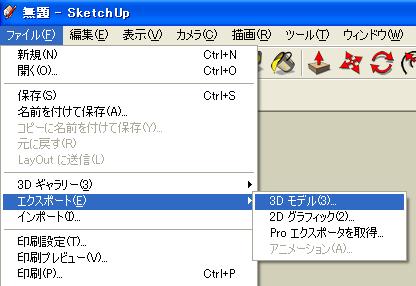 無題 - SketchUp
ファイル(F) 編集(E) 表示(V) カメラ(C) 描画(R) ツール(T) ウィンドウ(W)
新規(N) Ctrl+N
開く(O)... Ctrl+O
保存(S) Ctrl+S
名前を付けて保存(A)...
コピーに名前を付けて保存(Y)...
元に戻す(R)
LayOut に送信(L)
3D ギャラリー(3)
エクスポート(E)
3D モデル(3)...
インポート(I)...
2D グラフィック(2)...
Pro エクスポータを取得...
印刷設定(T)...
アニメーション(A)...
印刷プレビュー(V)...
印刷(P)... Ctrl+P